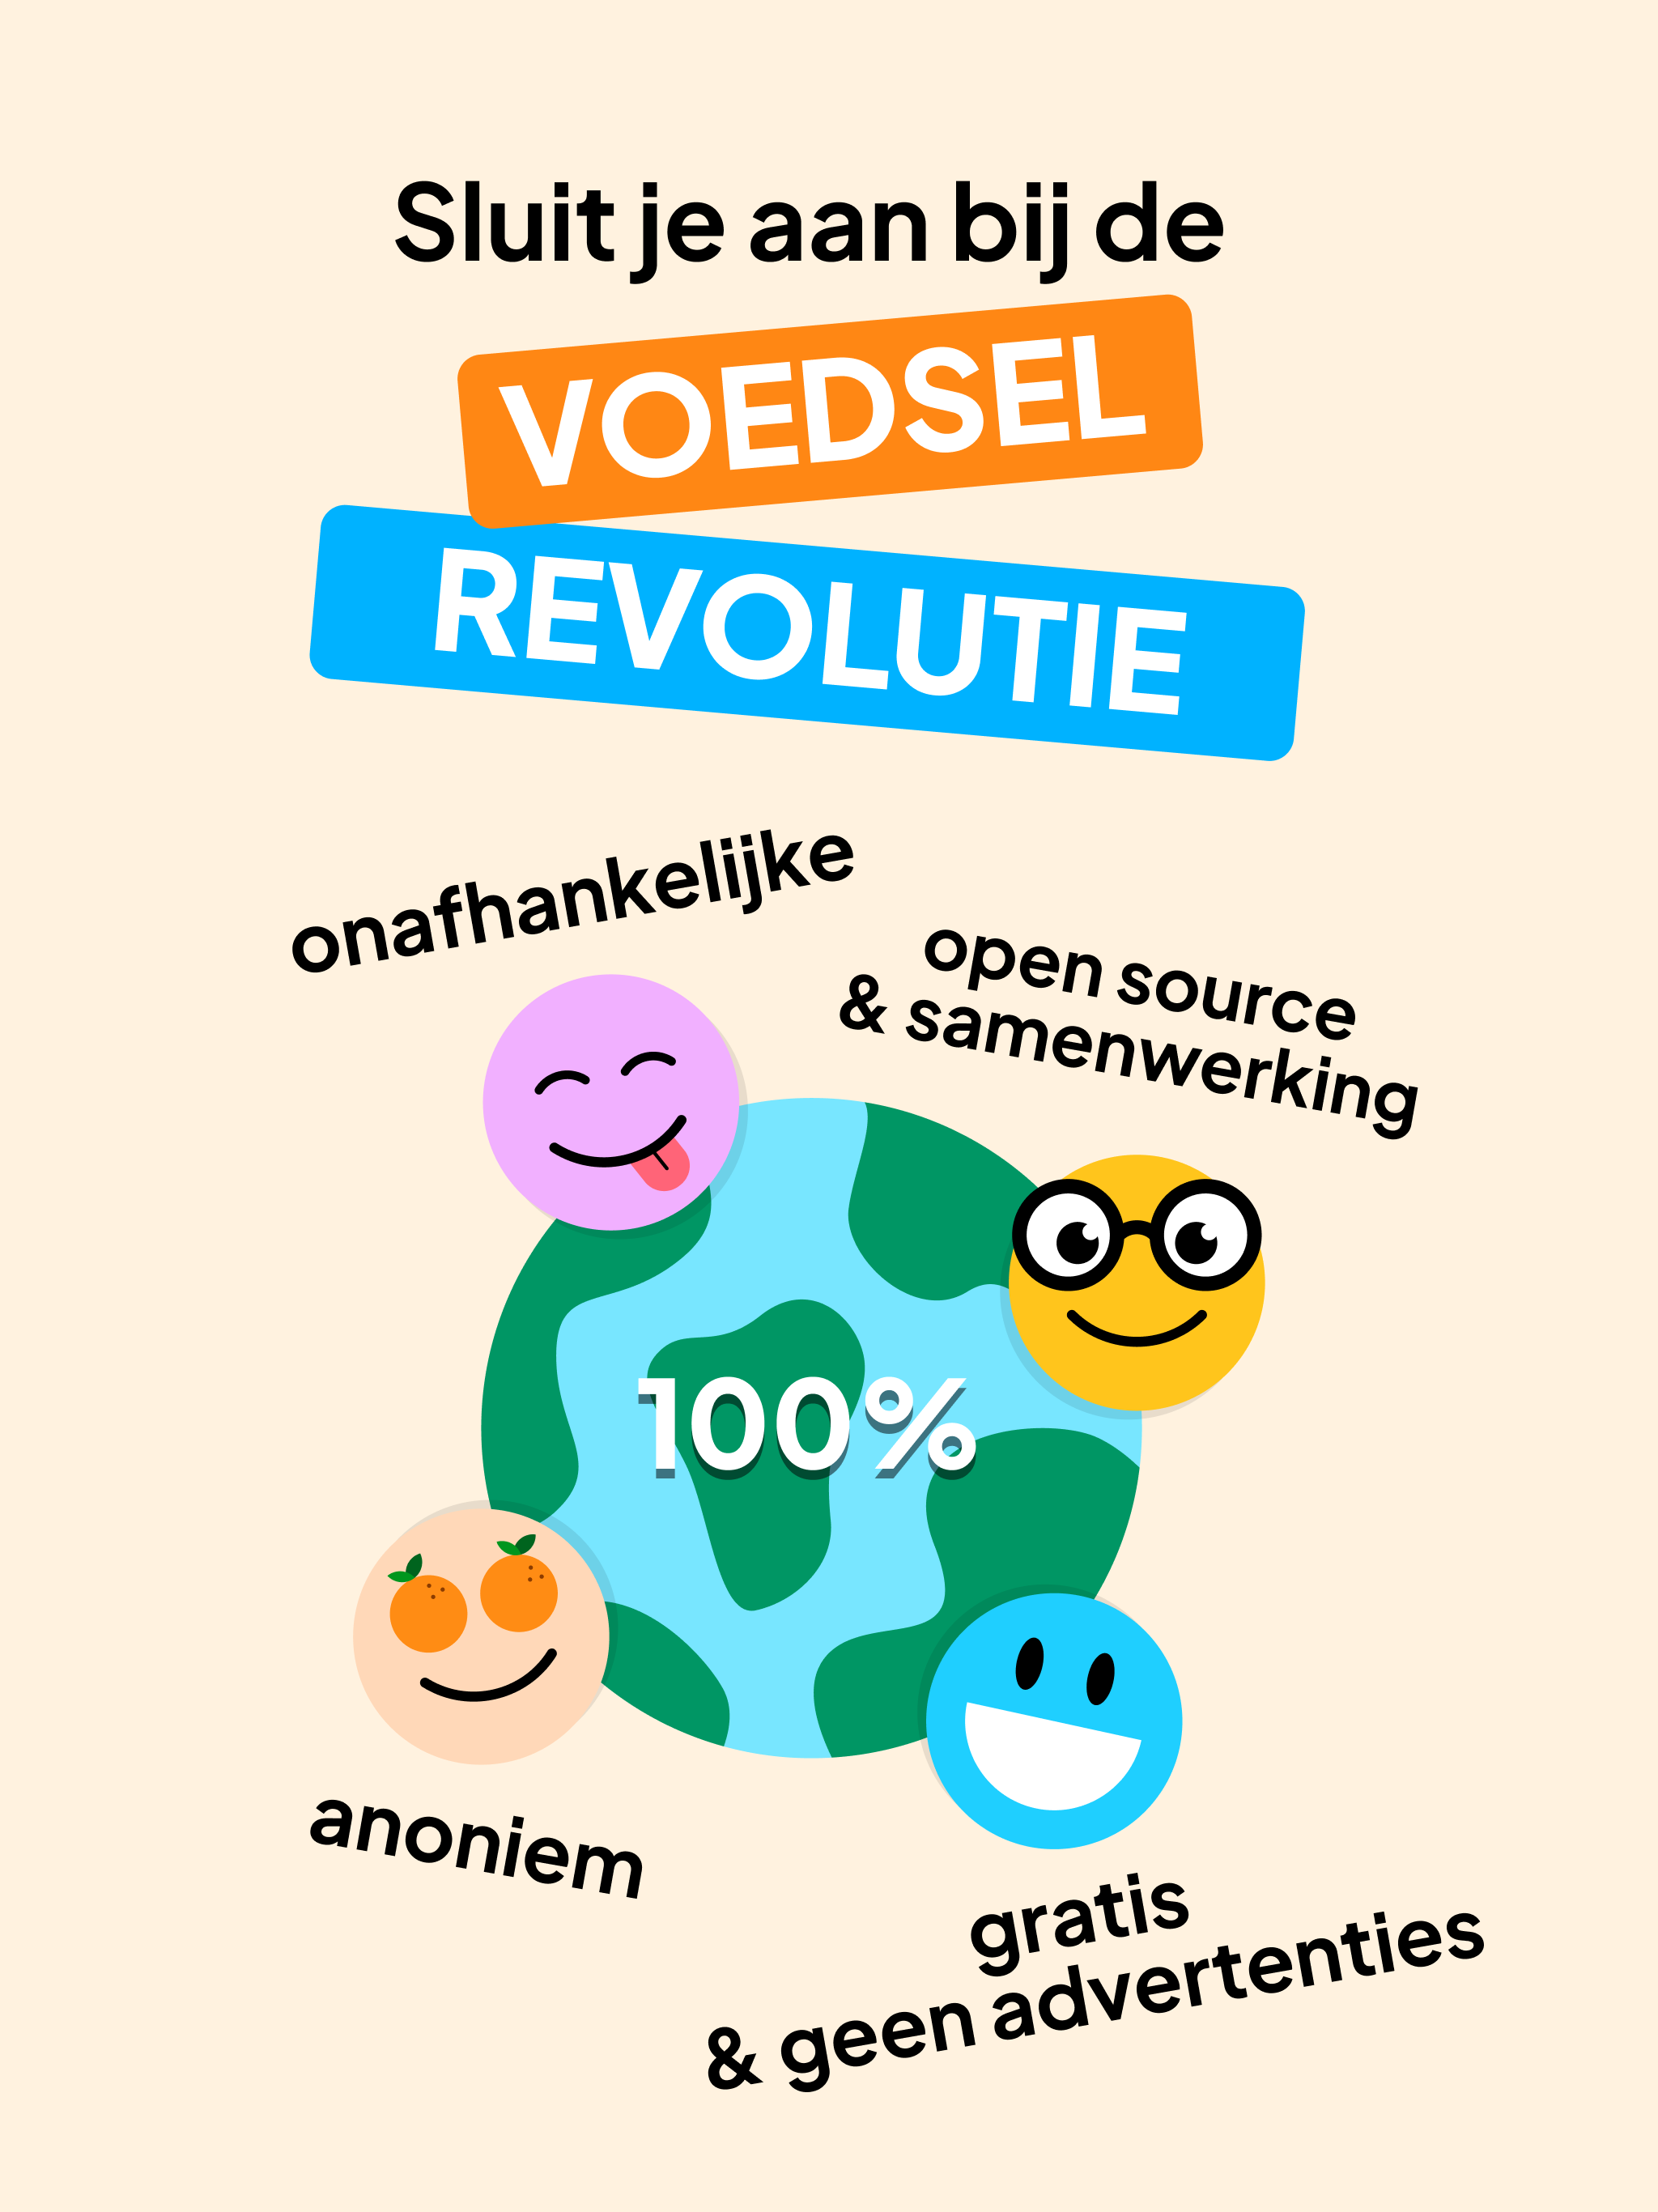 Sluit je aan bij de
VOEDSEL
REVOLUTIE
onafhankelijke
open source
& samenwerking
100%
anoniem
gratis
& geen advertenties